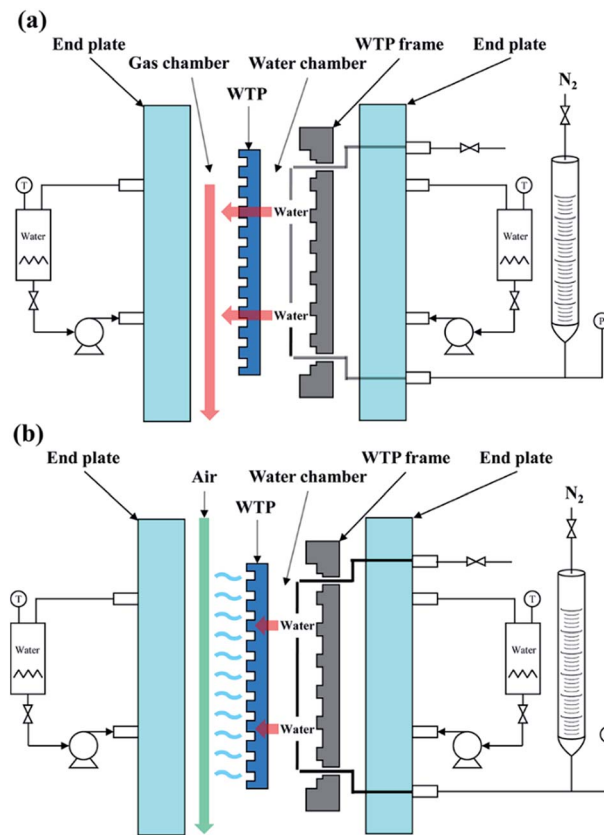 (a)
End plate
Gas chamber
WTP
Water chamber
WTP frame
End plate
N2
T
Water
Water
Water
T
Water
P
(b)
End plate
Air
WTP
Water chamber
WTP frame
End plate
N2
T
Water
Water
Water
T
Water